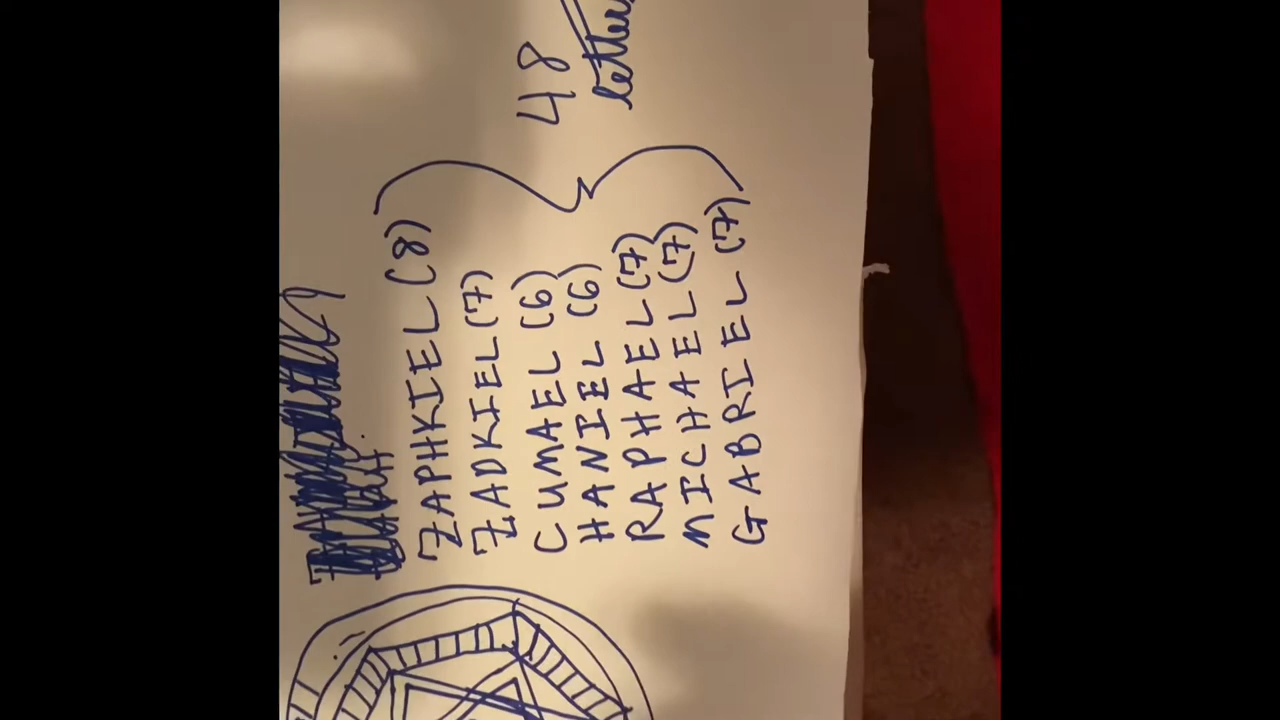 ZAPHKIEL (8)
ZADKIEL (7)
CUMAEL (6)
HANIEL (6)
RAPHAEL (7)
MICHAEL (7)
GABRIEL (7)
48
letters